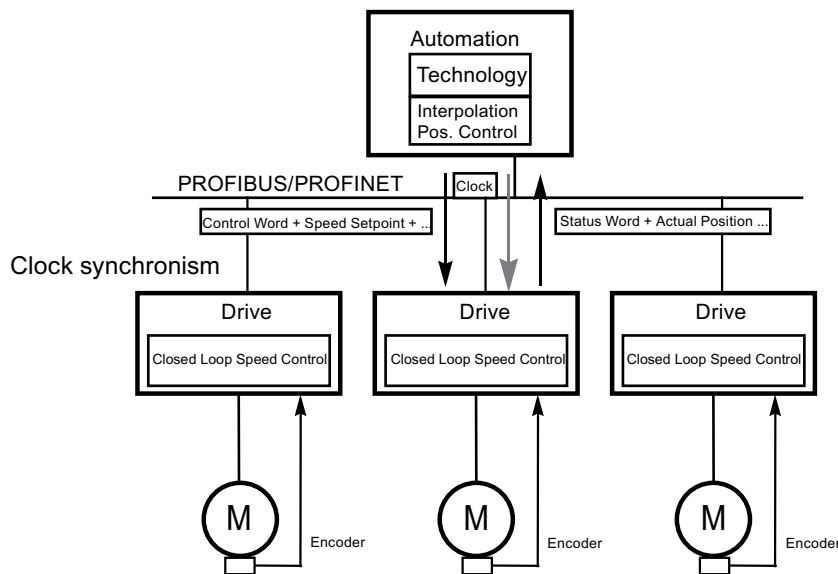 Automation
Technology
Interpolation
Pos. Control
PROFIBUS/PROFINET
Clock
Control Word + Speed Setpoint + ...
Status Word + Actual Position ...
Clock synchronism
Drive
Closed Loop Speed Control
Drive
Closed Loop Speed Control
Drive
Closed Loop Speed Control
M
Encoder
M
Encoder
M
Encoder